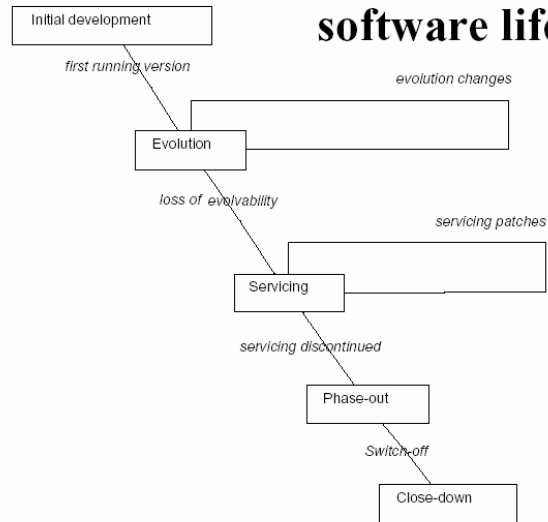 software life
Initial development
first running version
evolution changes
Evolution
loss of evolvability
servicing patches
Servicing
servicing discontinued
Phase-out
Switch-off
Close-down